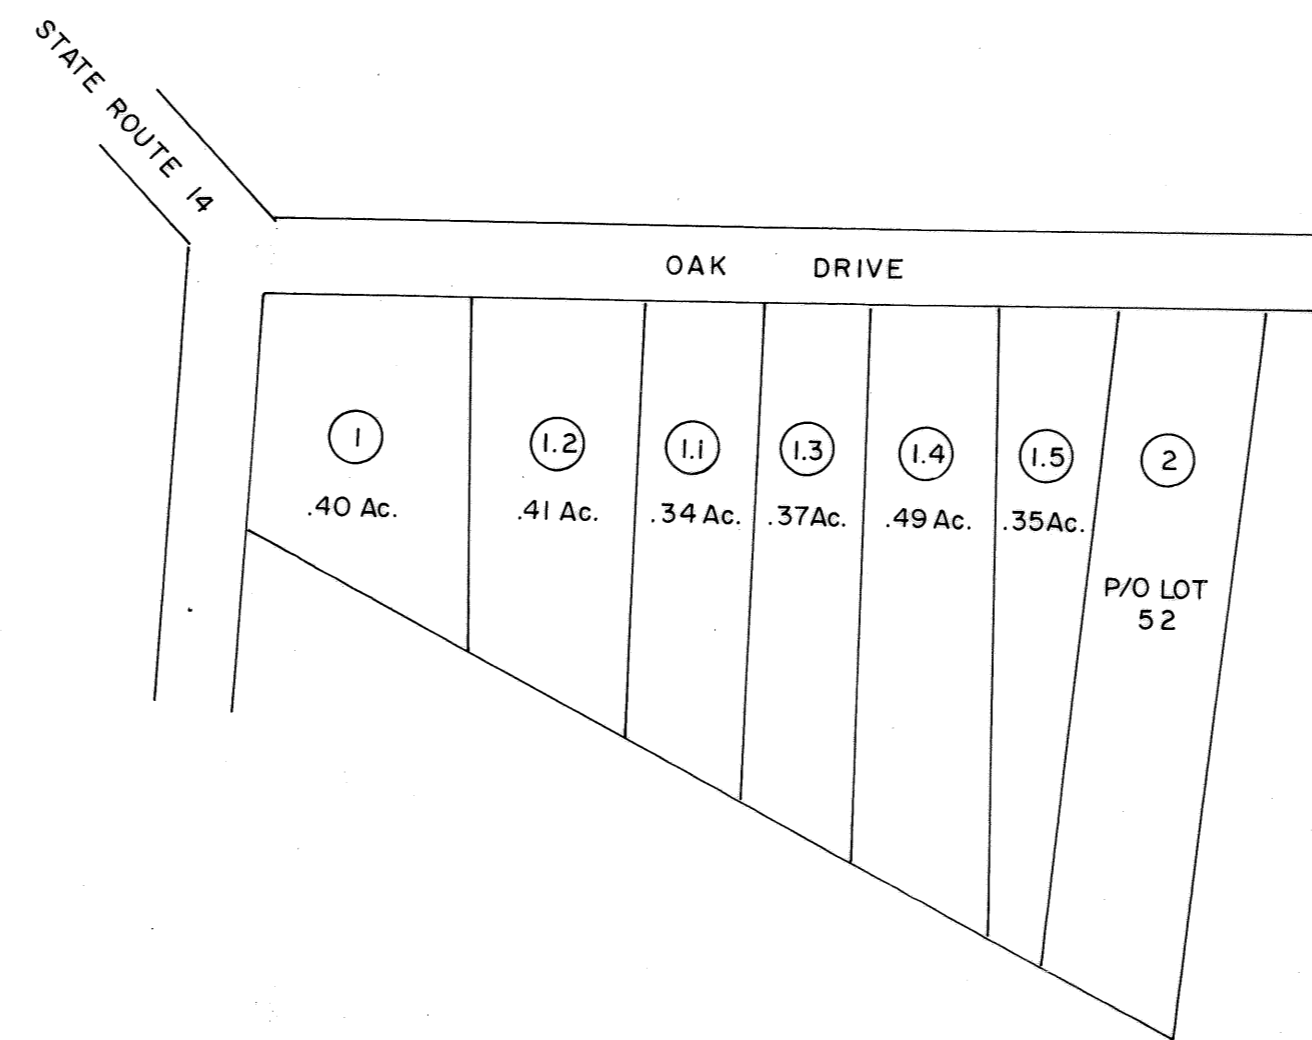 STATE ROUTE 14
OAK DRIVE
1
.40 Ac.
1.2
.41 Ac.
1.1
.34 Ac.
1.3
.37Ac.
1.4
.49 Ac.
1.5
.35Ac.
2
P/O LOT
52